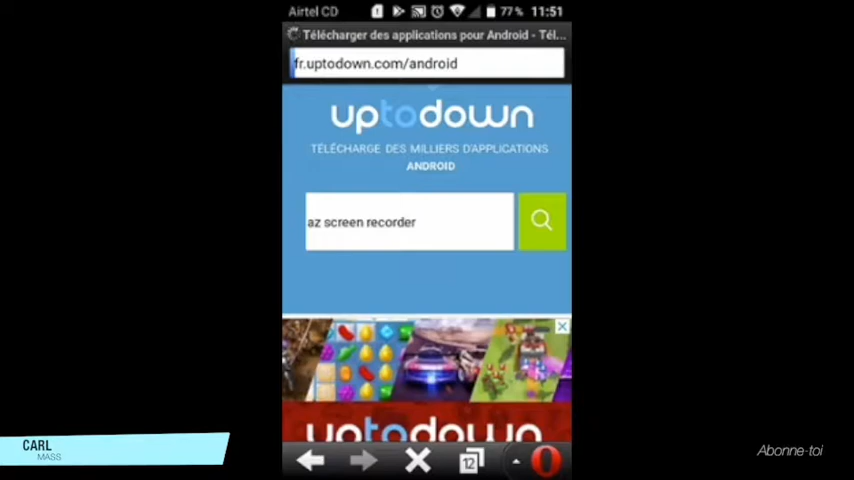 Airtel CD 77% 11:51
Télécharger des applications pour Android - Tél...
fr.uptodown.com/android
uptodown
TÉLÉCHARGE DES MILLIERS D'APPLICATIONS
ANDROID
az screen recorder
uptodown
12
CARL
MASS
Abonne-toi